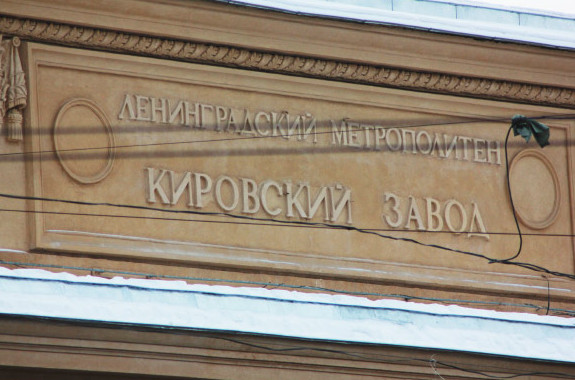 ЛЕНИНГРАДСКИЙ МЕТРОПОЛИТЕН
КИРОВСКИЙ ЗАВОД